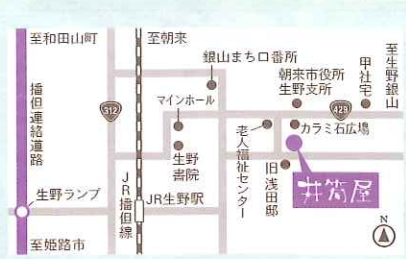 至和田山町
至朝来
銀山まち口番所
朝来市役所
生野支所
甲社宅
至生野銀山
播但連絡道路
312
マインホール
429
カラミ石広場
老人福祉センター
生野
書院
旧浅田邸
井筒屋
生野ランプ
JR播但線
JR生野駅
至姫路市
N